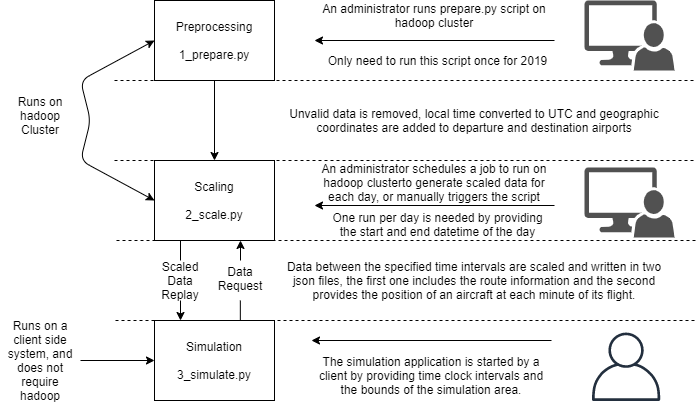 Preprocessing
1_prepare.py
An administrator runs prepare.py script on
hadoop cluster
Only need to run this script once for 2019
Runs on
hadoop
Cluster
Unvalid data is removed, local time converted to UTC and geographic
coordinates are added to departure and destination airports
Scaling
2_scale.py
An administrator schedules a job to run on
hadoop clusterto generate scaled data for
each day, or manually triggers the script
One run per day is needed by providing
the start and end datetime of the day
Scaled
Data
Replay
Data
Request
Data between the specified time intervals are scaled and written in two
json files, the first one includes the route information and the second
provides the position of an aircraft at each minute of its flight.
Runs on a
client side
system, and
does not
require
hadoop
Simulation
3_simulate.py
The simulation application is started by a
client by providing time clock intervals and
the bounds of the simulation area.